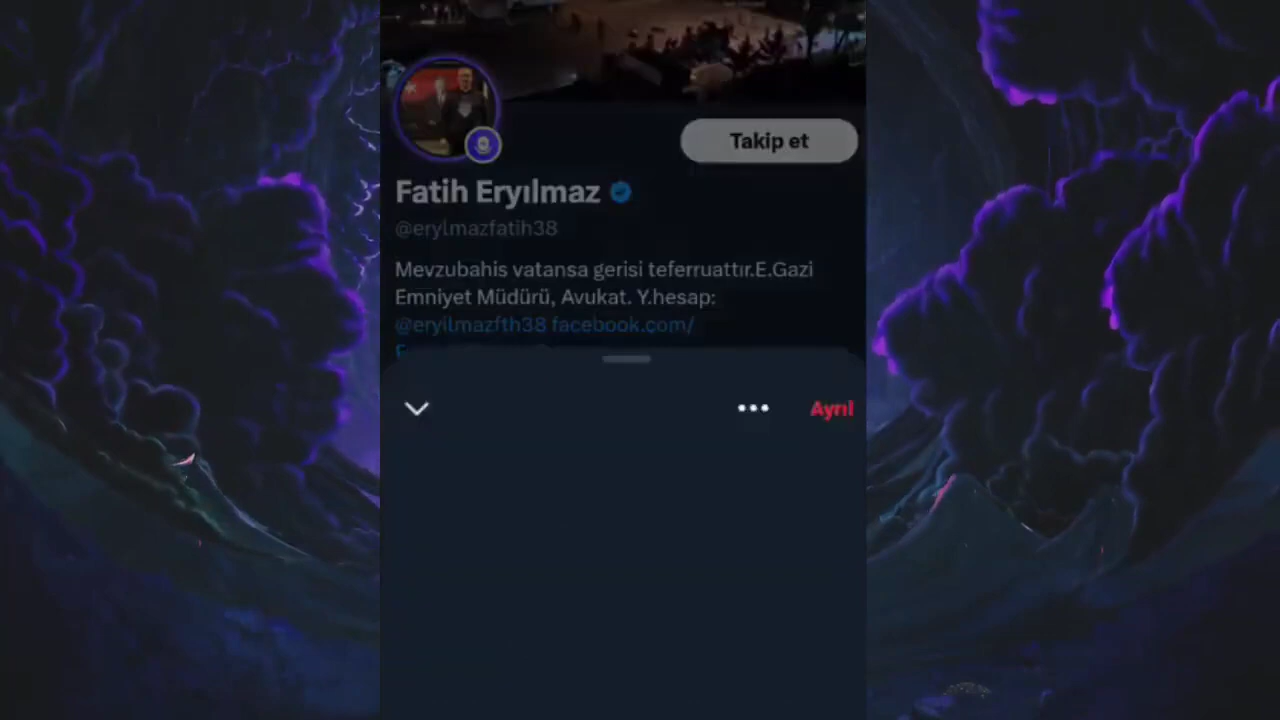 Takip et
Fatih Eryılmaz
@erylmazfatih38
Mevzubahis vatansa gerisi teferruattır.E.Gazi
Emniyet Müdürü, Avukat. Y.hesap:
@eryilmazfth38 facebook.com/
Ayrıl